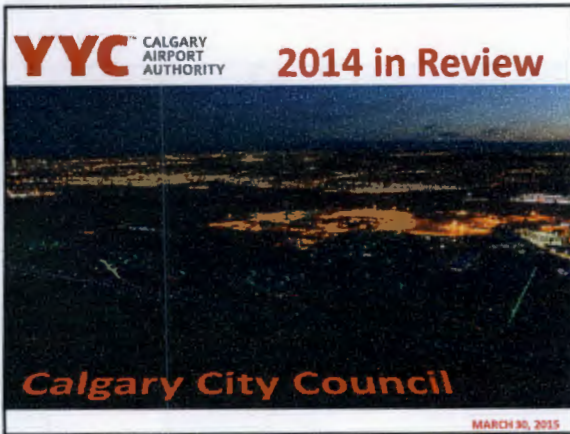 YYC™ CALGARY
AIRPORT
AUTHORITY
2014 in Review
Calgary City Council
MARCH 30, 2015